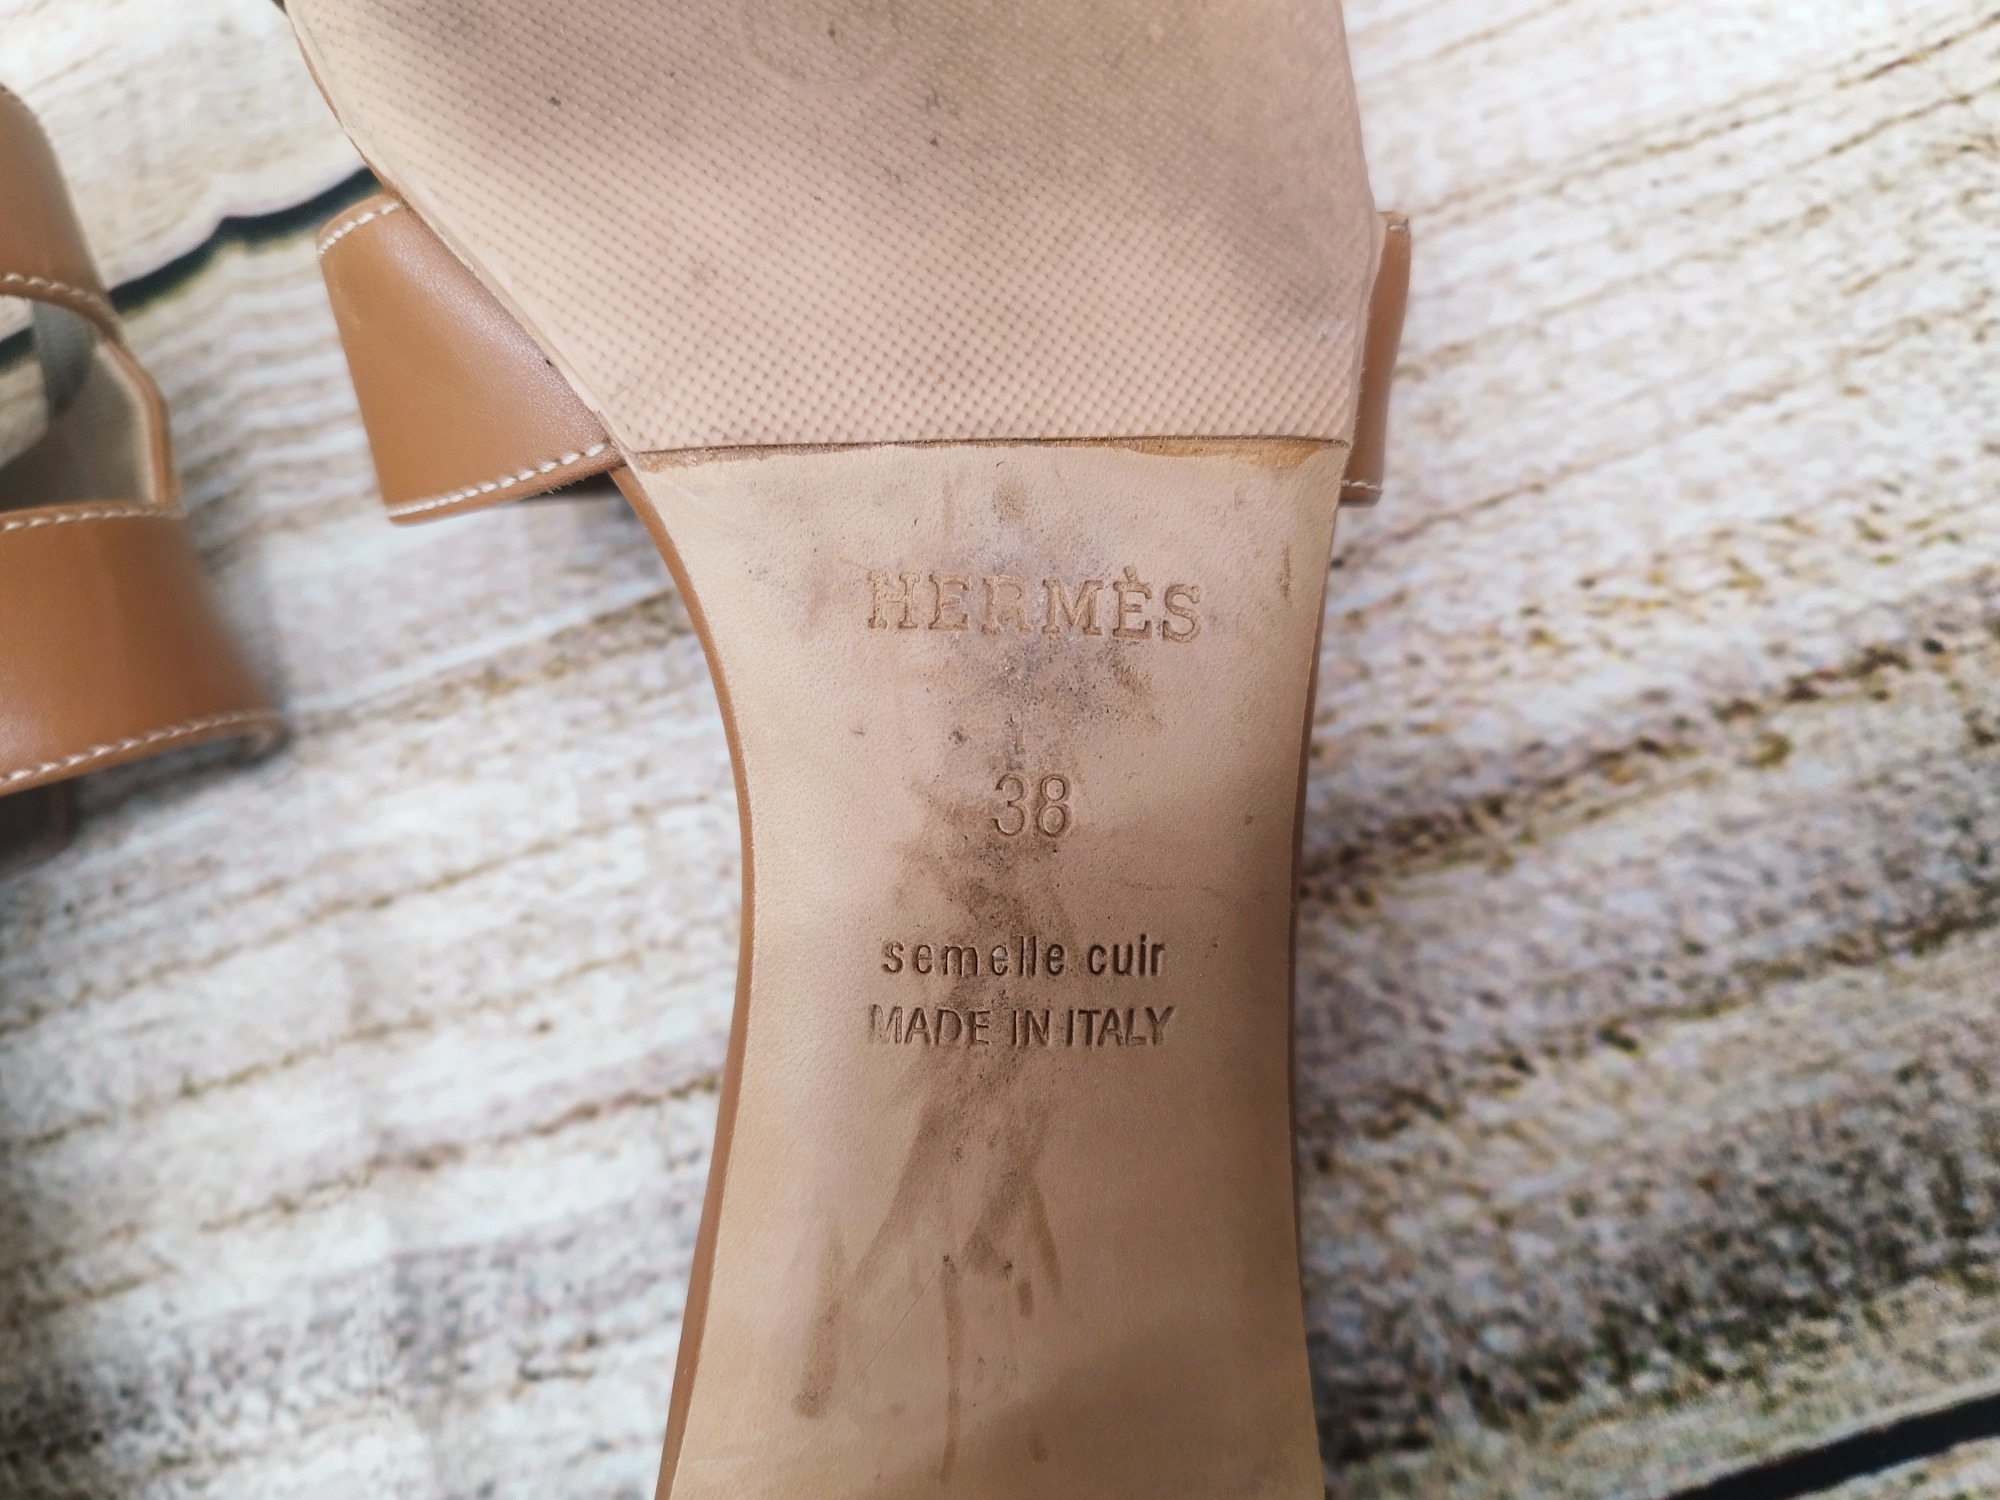 HERMÈS
38
semelle cuir
MADE IN ITALY